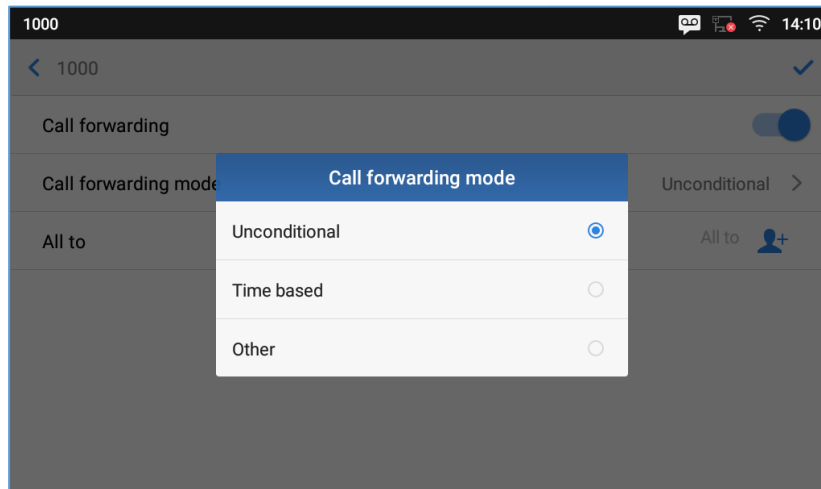 1000 14:10
1000
Call forwarding
Call forwarding mode Unconditional
All to All to
Call forwarding mode
Unconditional
Time based
Other